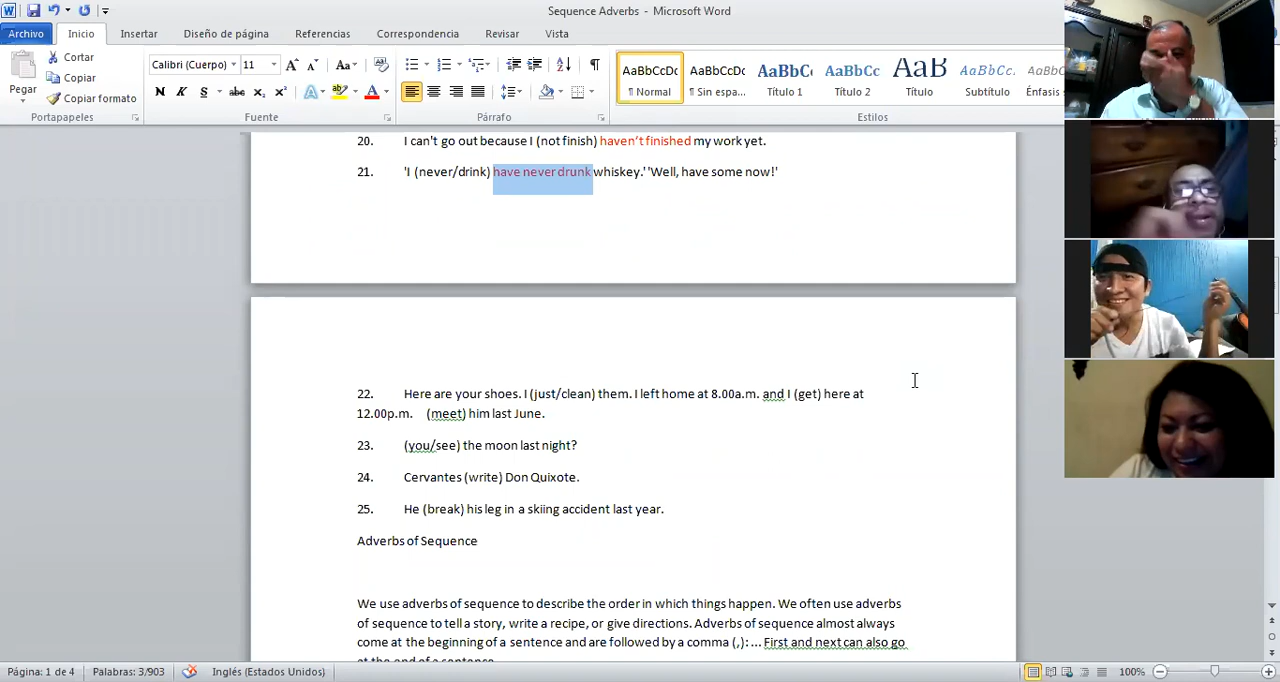 Sequence Adverbs - Microsoft Word
Archivo Inicio Insertar Diseño de página Referencias Correspondencia Revisar Vista
Pegar
Cortar
Copiar
Copiar formato
Portapapeles
Calibri (Cuerpo) 11
Fuente
Párrafo
AaBbCcDc AaBbCcDc AaBbC AaBbCc AaB AaBbCc AaBbCc
¶ Normal ¶ Sin espa... Título 1 Título 2 Título Subtítulo Énfasis
Estilos
20. I can't go out because I (not finish) haven't finished my work yet.
21. 'I (never/drink) have never drunk whiskey.' 'Well, have some now!'
22. Here are your shoes. I (just/clean) them. I left home at 8.00a.m. and I (get) here at
12.00p.m. (meet) him last June.
23. (you/see) the moon last night?
24. Cervantes (write) Don Quixote.
25. He (break) his leg in a skiing accident last year.
Adverbs of Sequence
We use adverbs of sequence to describe the order in which things happen. We often use adverbs
of sequence to tell a story, write a recipe, or give directions. Adverbs of sequence almost always
come at the beginning of a sentence and are followed by a comma (,): ... First and next can also go
at the end of a sentence
Página: 1 de 4 Palabras: 3/903 Inglés (Estados Unidos) 100%